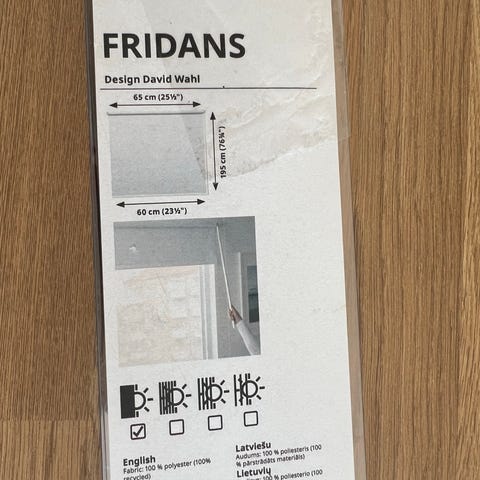 FRIDANS
Design David Wahl
65 cm (25½")
195 cm (76¾")
60 cm (23½")
English
Fabric: 100 % polyester (100%
recycled)
Latviešu
Audums: 100 % poliesteris (100
% pārstrādāts materiāls)
Lietuvių